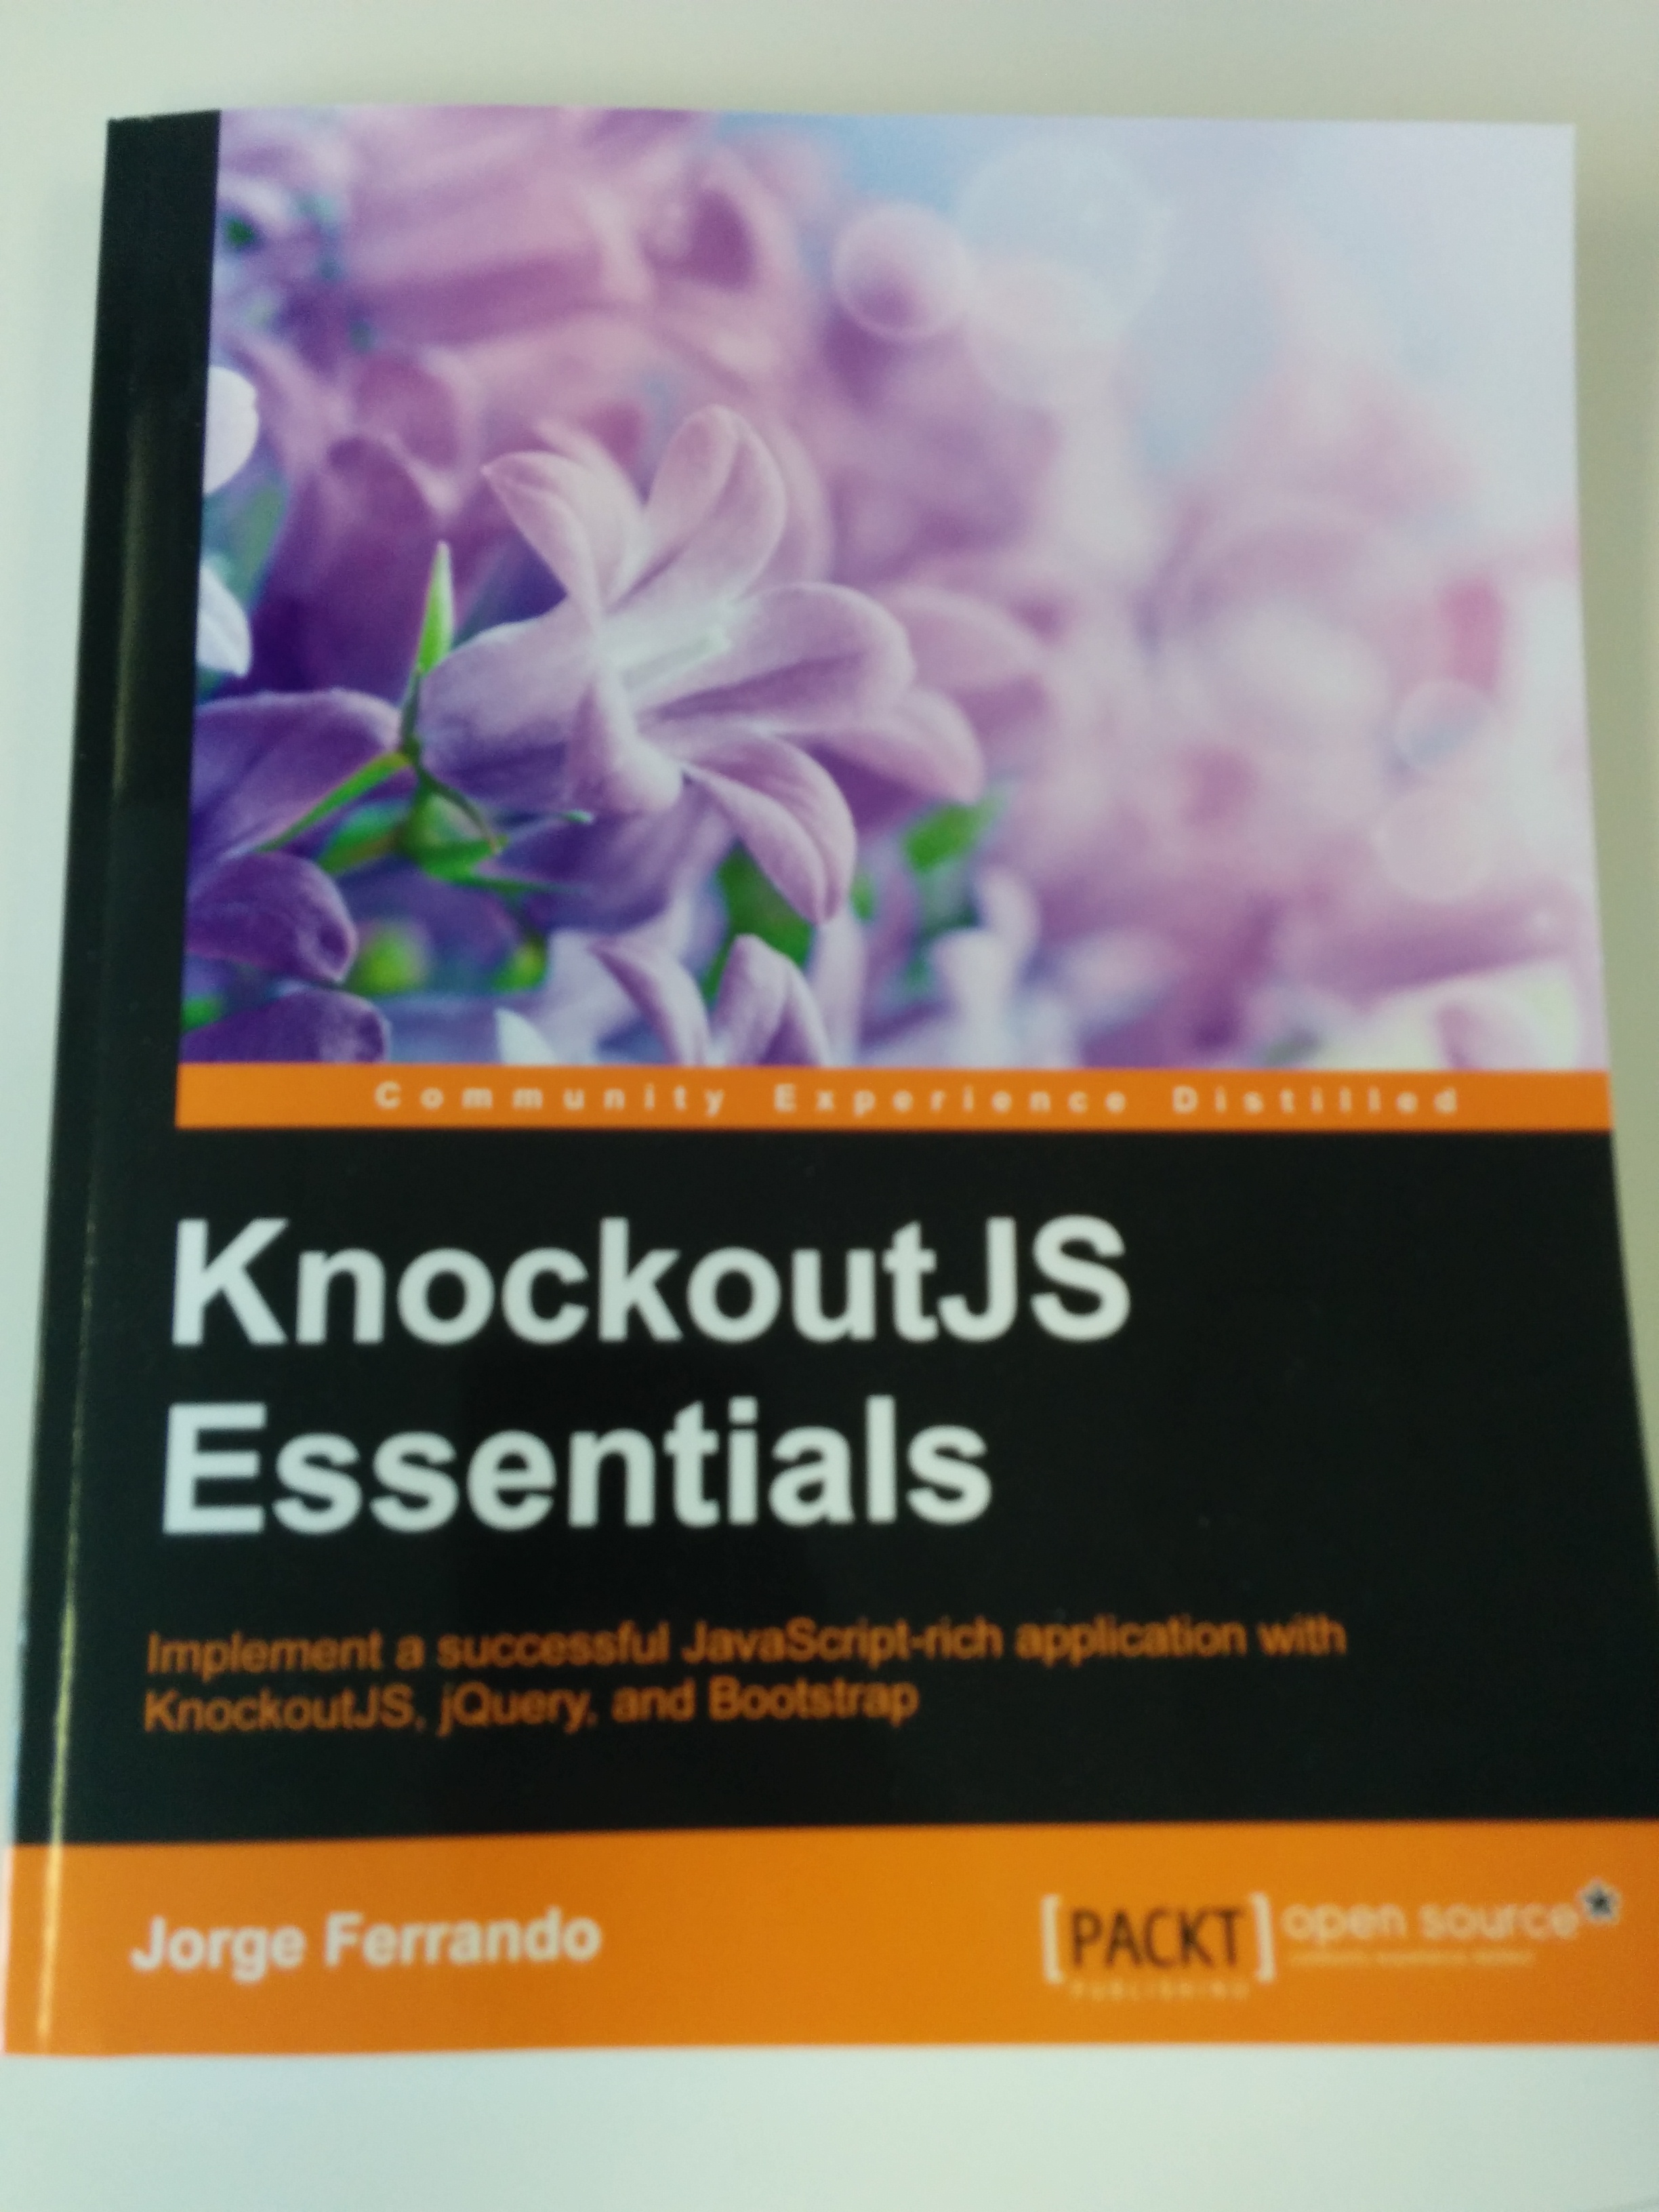 Community Experience Distilled
KnockoutJS
Essentials
Implement a successful JavaScript-rich application with
KnockoutJS, jQuery, and Bootstrap
Jorge Ferrando
[PACKT] open source*
PUBLISHING